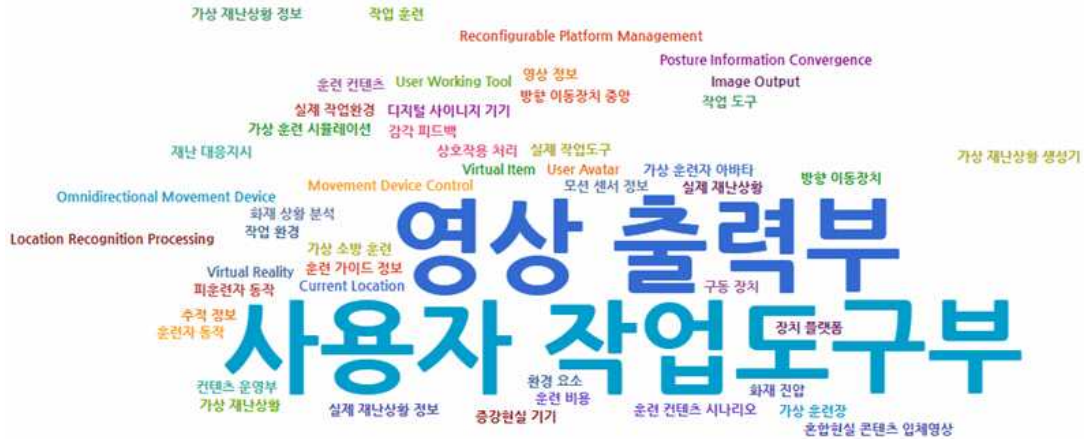 가상 재난상황 정보
작업 훈련
Reconfigurable Platform Management
Posture Information Convergence
훈련 컨텐츠
User Working Tool
영상 정보
Image Output
방향 이동장치 중앙
작업 도구
실제 작업환경
디지털 사이니지 기기
가상 훈련 시뮬레이션
감각 피드백
재난 대응지시
상호작용 처리
실제 작업도구
가상 재난상황 생성기
Virtual Item
User Avatar
가상 훈련자 아바타
방향 이동장치
Movement Device Control
모션 센서 정보
실제 재난상황
Omnidirectional Movement Device
화재 상황 분석
영상 출력부
Location Recognition Processing
작업 환경
가상 소방 훈련
Virtual Reality
훈련 가이드 정보
피훈련자 동작
Current Location
구동 장치
추적 정보
훈련자 동작
사용자 작업도구부
장치 플랫폼
컨텐츠 운영부
환경 요소
화재 진압
가상 재난상황
실제 재난상황 정보
훈련 비용
증강현실 기기
훈련 컨텐츠 시나리오
가상 훈련장
혼합현실 콘텐츠 입체영상